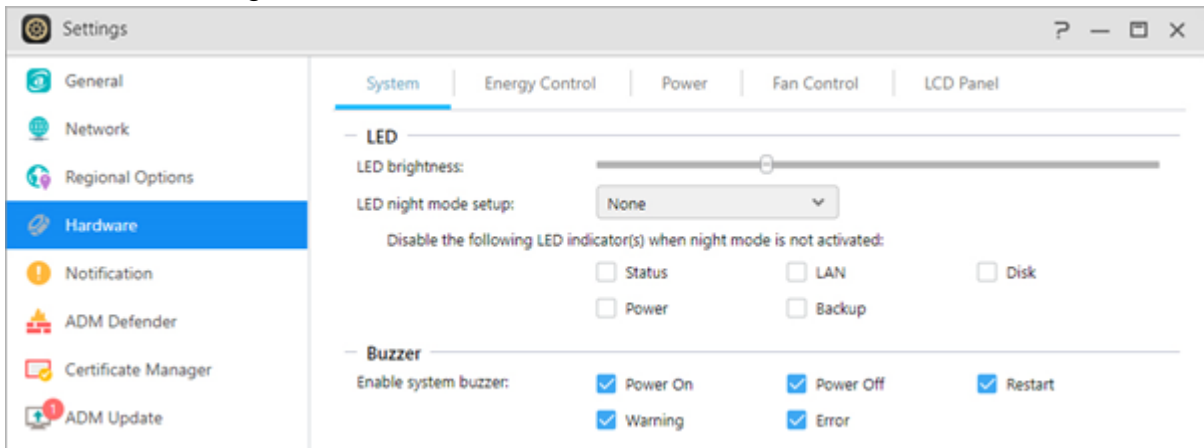 Settings
General
Network
Regional Options
Hardware
Notification
ADM Defender
Certificate Manager
1
ADM Update
System Energy Control Power Fan Control LCD Panel
LED
LED brightness:
LED night mode setup: None
Disable the following LED indicator(s) when night mode is not activated:
Status LAN Disk
Power Backup
Buzzer
Enable system buzzer: Power On Power Off Restart
Warning Error